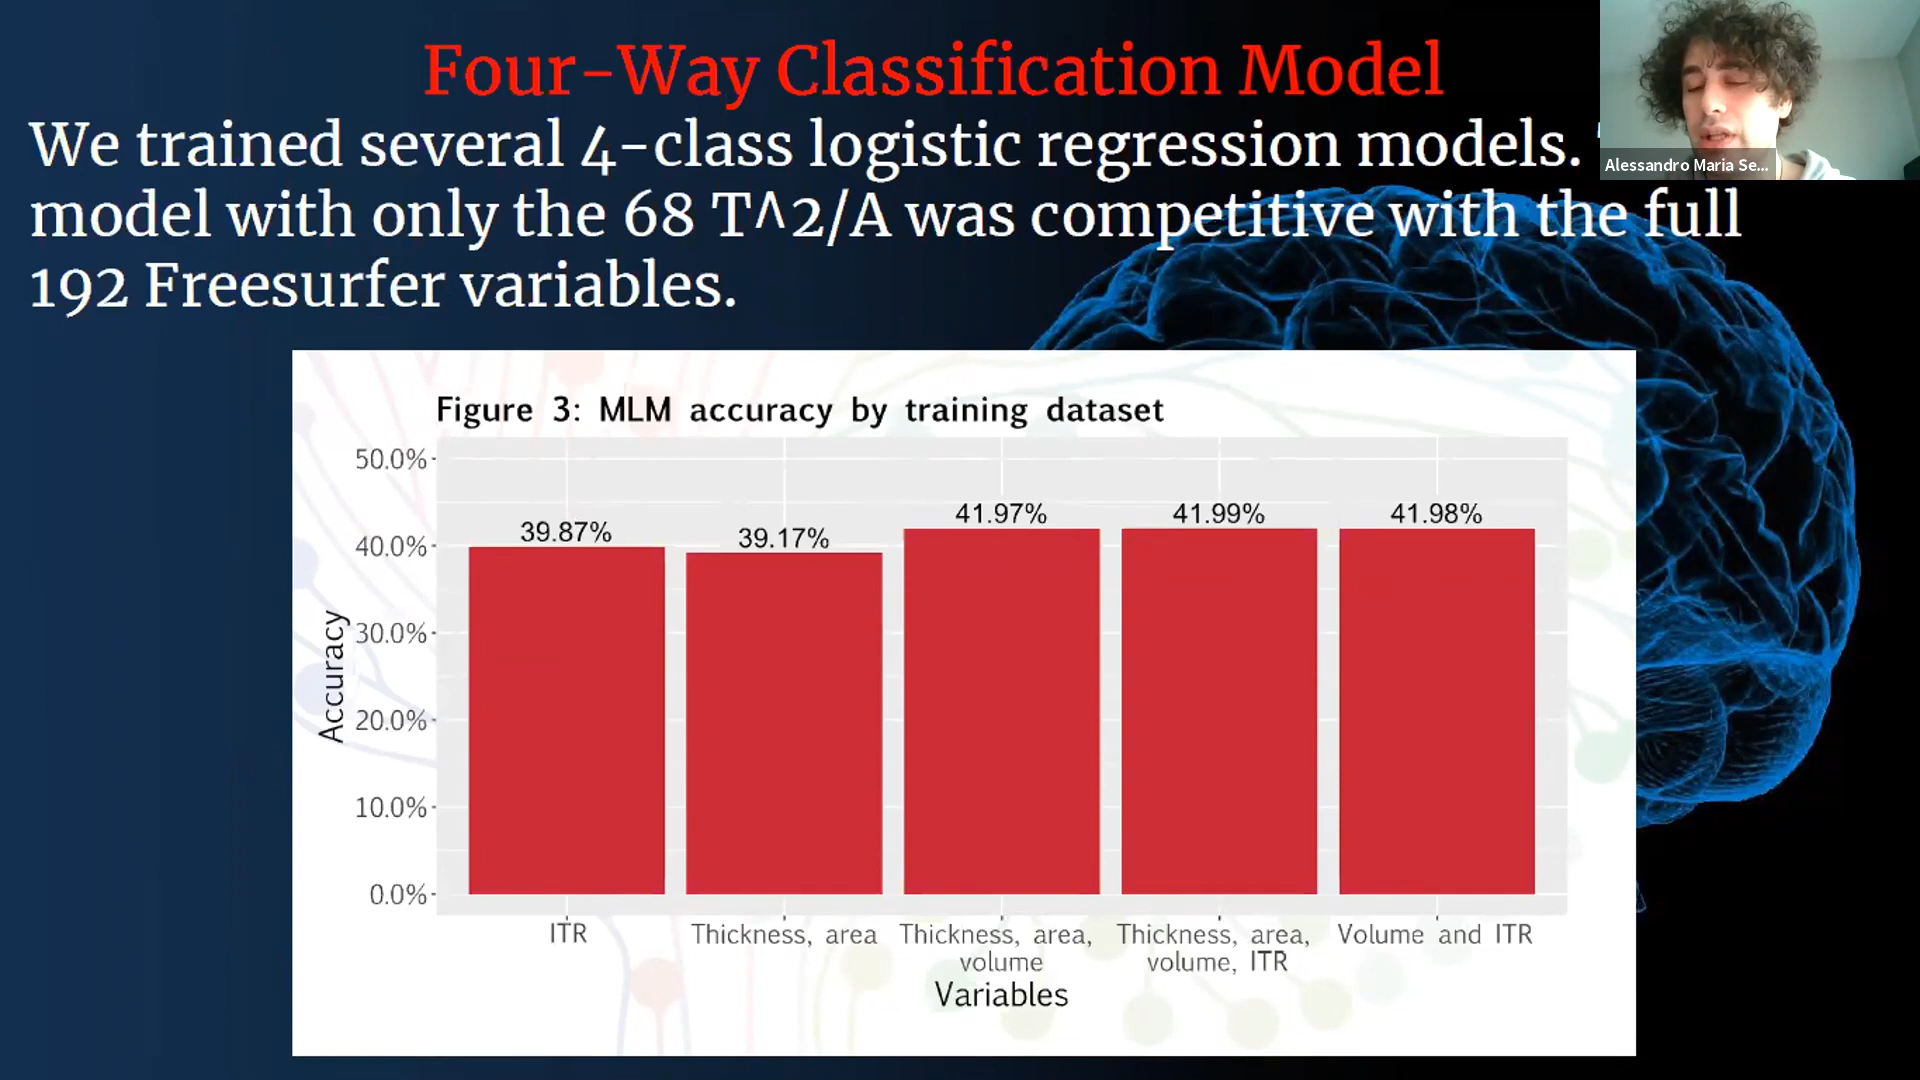 Four-Way Classification Model
We trained several 4-class logistic regression models.
model with only the 68 T^2/A was competitive with the full
192 Freesurfer variables.
Alessandro Maria Se...
Figure 3: MLM accuracy by training dataset
50.0%
40.0%
30.0%
20.0%
10.0%
0.0%
Accuracy
39.87%
39.17%
41.97%
41.99%
41.98%
ITR
Thickness, area
Thickness, area,
volume
Thickness, area,
volume, ITR
Volume and ITR
Variables